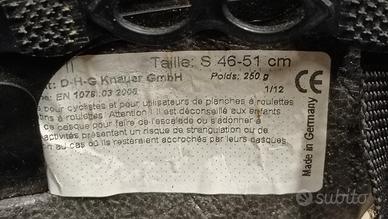 Taille: S 46-51 cm
D-H-G Knauer GmbH
Poids: 250 g
EN 1078:03 2006
1/12
CE
pour cyclistes et pour utilisateurs de planches à roulettes
à roulettes. Attention! Il est déconseillé aux enfants
casque pour faire de l'escalade ou s'adonner à
activités présentant un risque de strangulation ou de
où ils resteraient accrochés par leurs casques
Made in Germany
subito